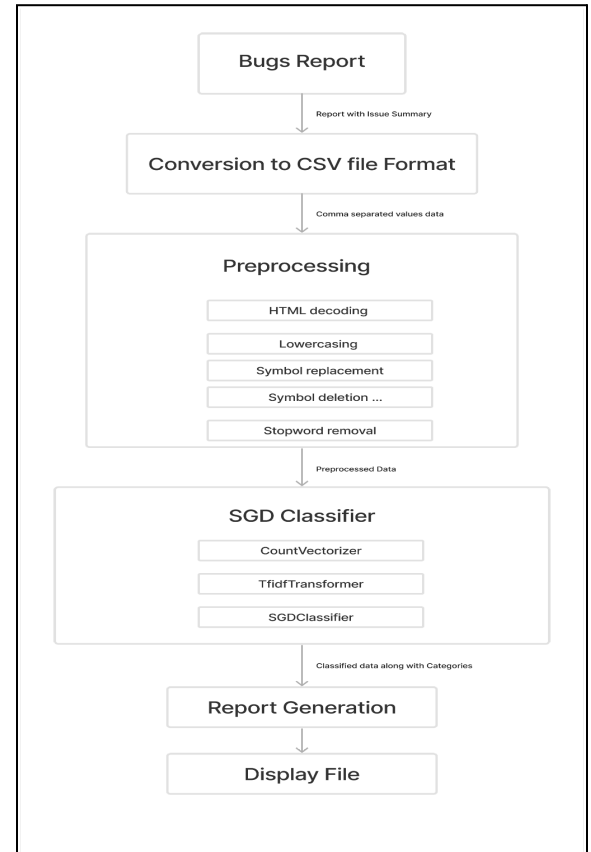 Bugs Report
Report with Issue Summary
Conversion to CSV file Format
Comma separated values data
Preprocessing
HTML decoding
Lowercasing
Symbol replacement
Symbol deletion ...
Stopword removal
Preprocessed Data
SGD Classifier
CountVectorizer
TfidfTransformer
SGDClassifier
Classified data along with Categories
Report Generation
Display File